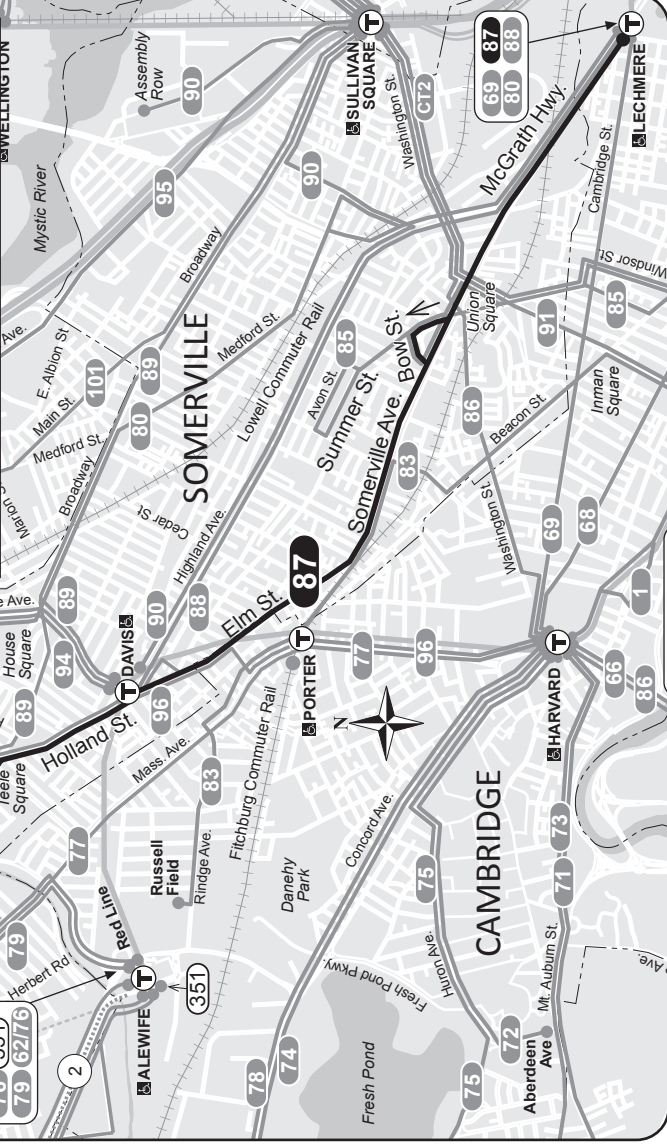 WELLINGTON
Mystic River
Assembly
Row
90
95
SULLIVAN
SQUARE
T
Washington St.
CT2
69 87
80 88
T
LECHMERE
McGrath Hwy.
Cambridge St.
Windsor St.
85
91
Union
Square
Inman
Square
90
Broadway
Medford St.
Lowell Commuter Rail
SOMERVILLE
E. Albion St
Main St.
101
89
80
Medford St.
Broadway
Cedar St
Highland Ave.
85
Avon St.
Summer St.
Bow St.
Somerville Ave.
83
86
Beacon St.
Washington St.
69
68
1
66
86
87
Elm St.
88
90
DAVIS
T
89
94
House
Square
89
96
Holland St.
Teele
Square
Mass. Ave.
83
Rindge Ave.
Russell
Field
77
79
Herbert Rd
Red Line
T
ALEWIFE
351
79 62/76
2
Fitchburg Commuter Rail
Danehy
Park
PORTER
T
77
96
N
HARVARD
T
CAMBRIDGE
Concord Ave.
75
Huron Ave.
Fresh Pond Pkwy.
Fresh Pond
78
74
75
72
Aberdeen
Ave
Mt. Auburn St.
71
73